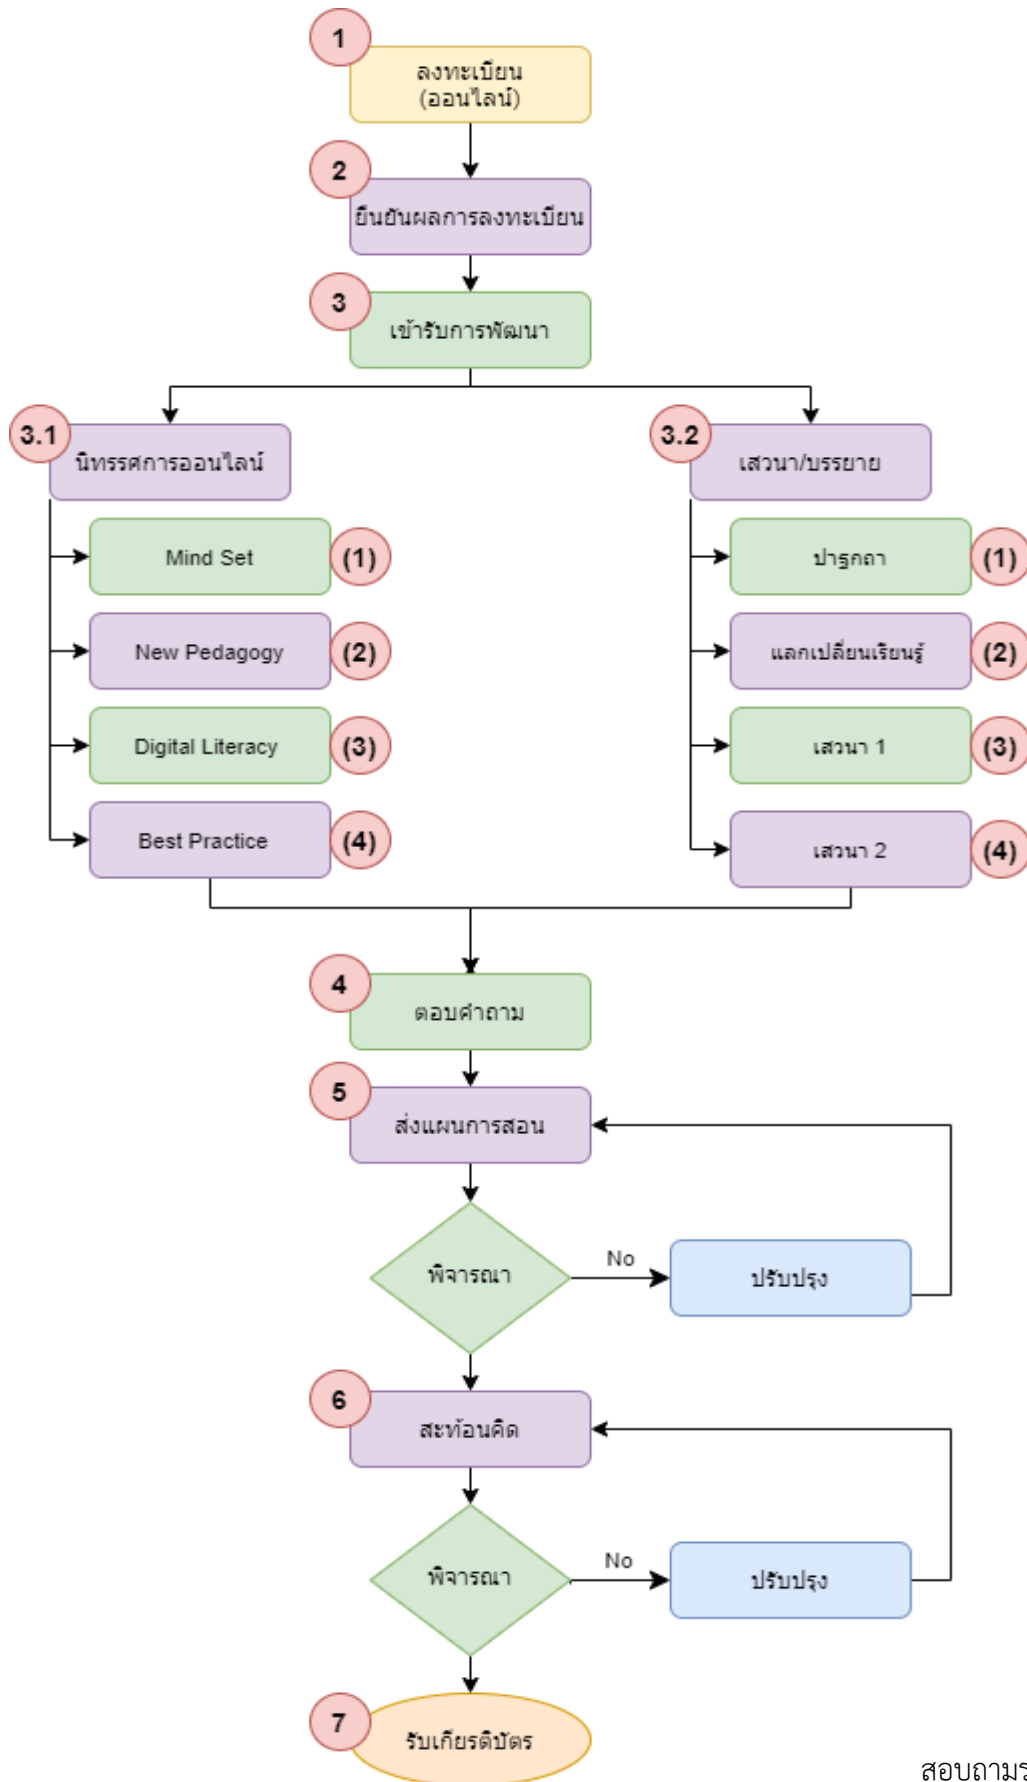 1
ลงทะเบียน
(ออนไลน์)
2
ยืนยันผลการลงทะเบียน
3
เข้ารับการพัฒนา
3.1
นิทรรศการออนไลน์
Mind Set
(1)
New Pedagogy
(2)
Digital Literacy
(3)
Best Practice
(4)
3.2
เสวนา/บรรยาย
ปาฐกถา
(1)
แลกเปลี่ยนเรียนรู้
(2)
เสวนา 1
(3)
เสวนา 2
(4)
4
ตอบคำถาม
5
ส่งแผนการสอน
พิจารณา
No
ปรับปรุง
6
สะท้อนคิด
พิจารณา
No
ปรับปรุง
7
รับเกียรติบัตร
สอบถาม